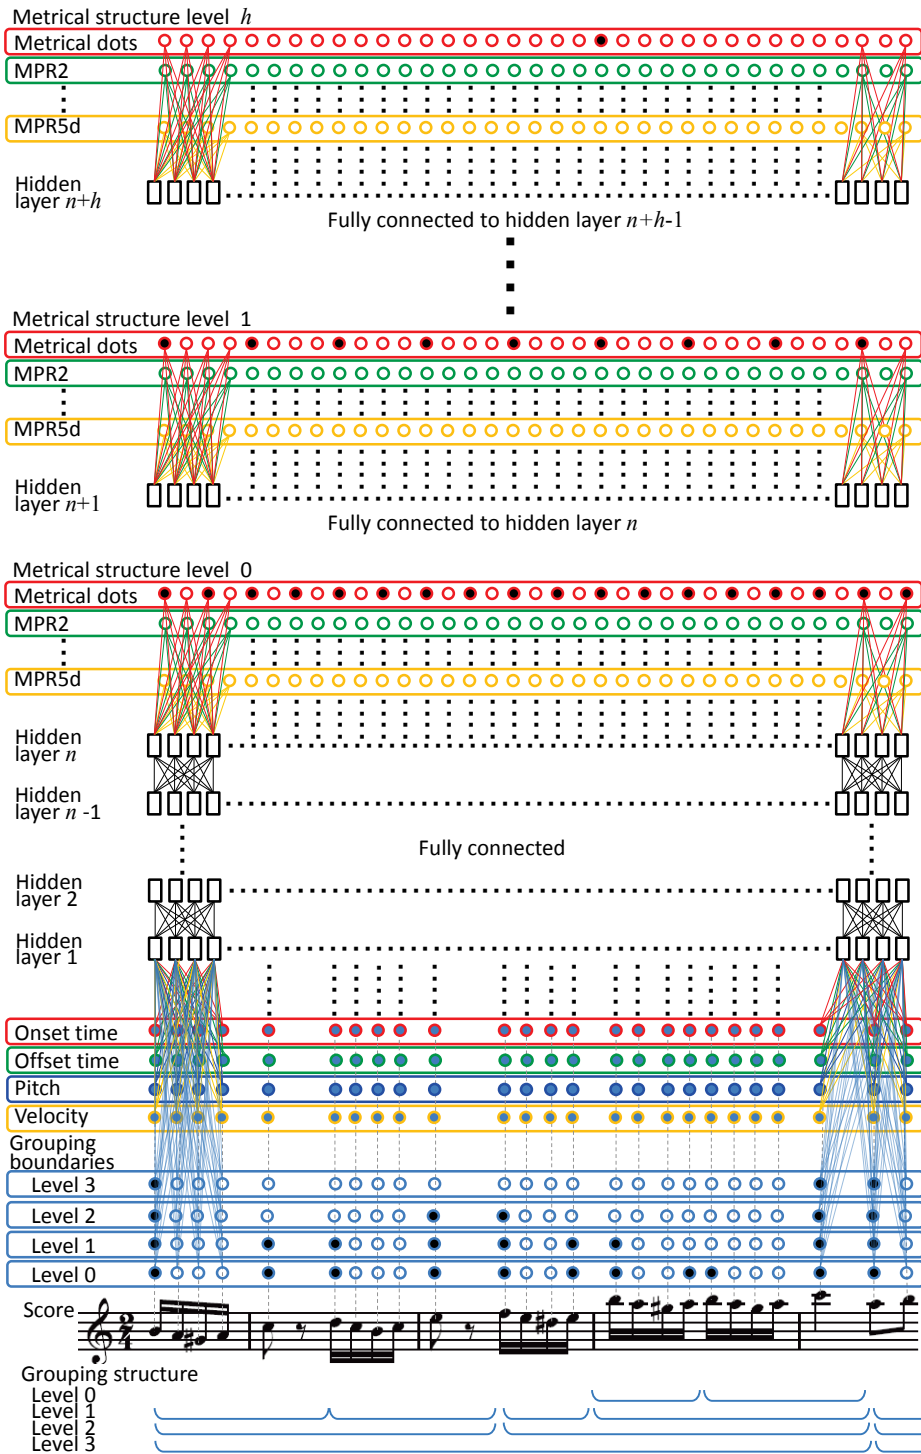 Metrical structure level h
Metrical dots
MPR2
MPR5d
Hidden
layer n+h
Fully connected to hidden layer n+h-1
Metrical structure level 1
Metrical dots
MPR2
MPR5d
Hidden
layer n+1
Fully connected to hidden layer n
Metrical structure level 0
Metrical dots
MPR2
MPR5d
Hidden
layer n
Hidden
layer n -1
Fully connected
Hidden
layer 2
Hidden
layer 1
Onset time
Offset time
Pitch
Velocity
Grouping
boundaries
Level 3
Level 2
Level 1
Level 0
Score
2
4
Grouping structure
Level 0
Level 1
Level 2
Level 3